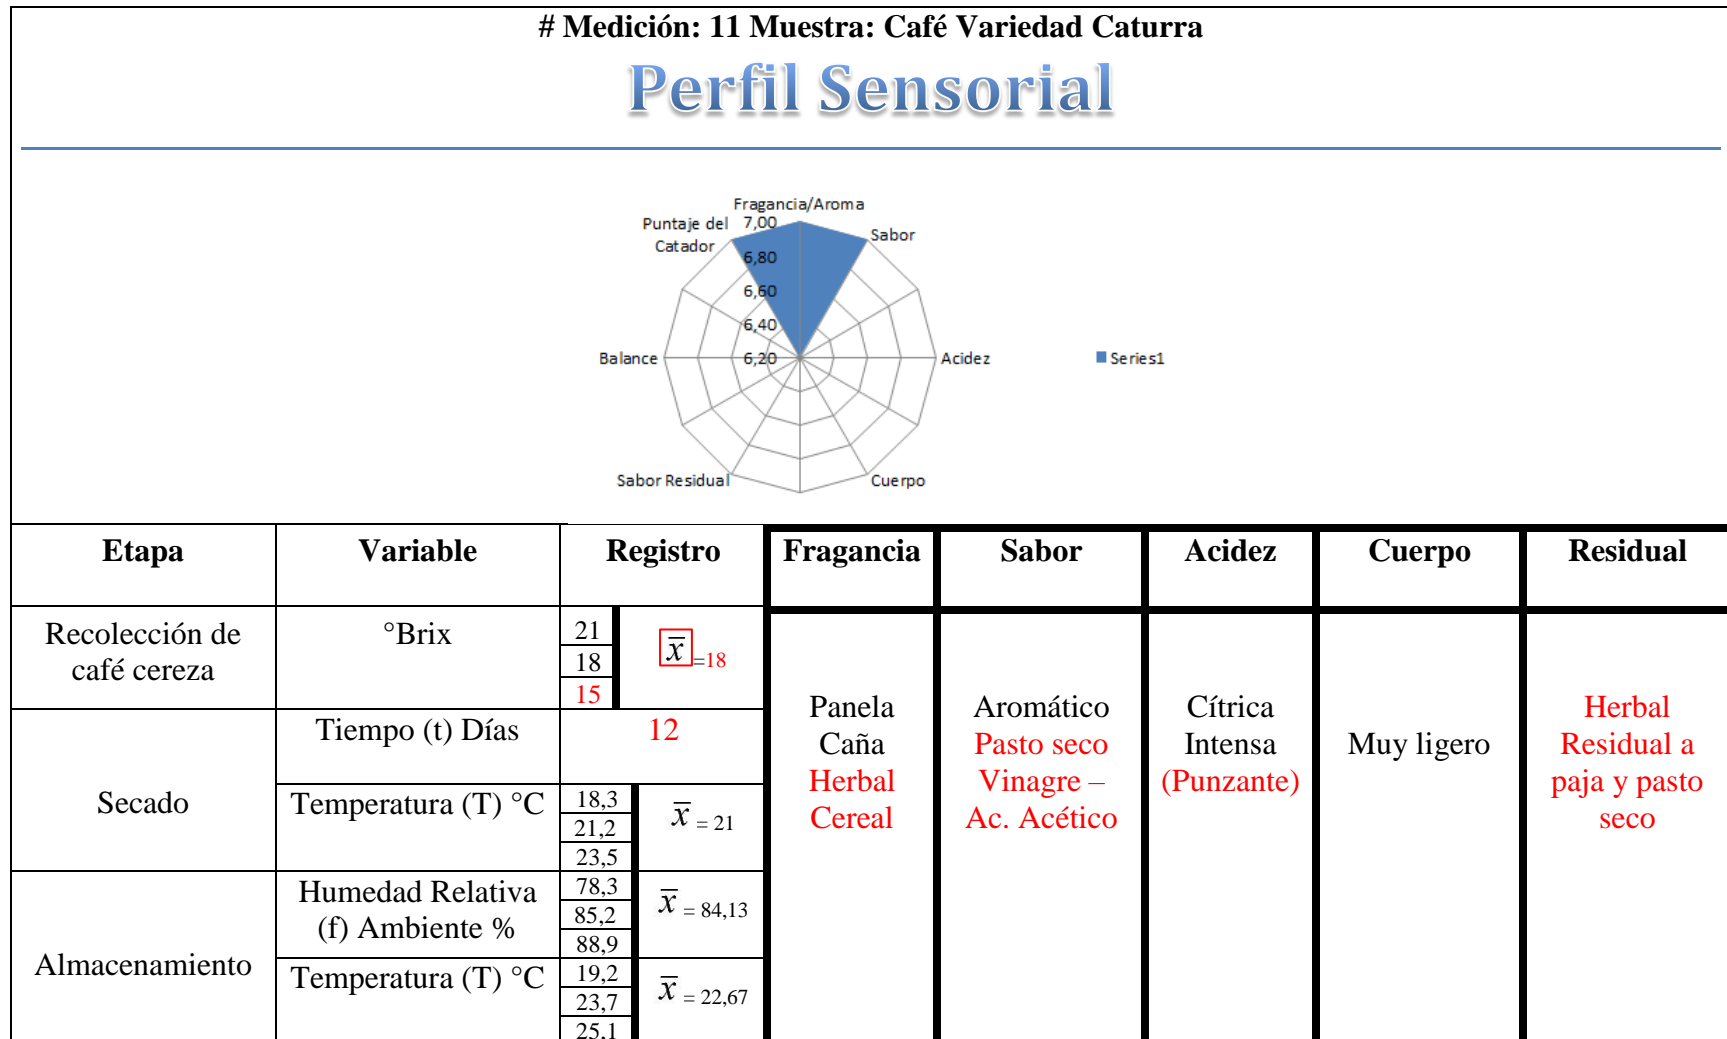 # Medición: 11 Muestra: Café Variedad Caturra
Perfil Sensorial
Fragancia/Aroma
Puntaje del
Catador
7,00
Sabor
6,80
6,60
6,40
Balance
6,20
Acidez
Series1
Sabor Residual
Cuerpo
Etapa Variable Registro Fragancia Sabor Acidez Cuerpo Residual
Recolección de
café cereza
°Brix
21
18
15
x̅ =18
Secado
Tiempo (t) Días
12
Temperatura (T) °C
18,3
21,2
23,5
x̅ = 21
Almacenamiento
Humedad Relativa
(f) Ambiente %
78,3
85,2
88,9
x̅ = 84,13
Temperatura (T) °C
19,2
23,7
25,1
x̅ = 22,67
Panela
Caña
Herbal
Cereal
Aromático
Pasto seco
Vinagre –
Ac. Acético
Cítrica
Intensa
(Punzante)
Muy ligero
Herbal
Residual a
paja y pasto
seco